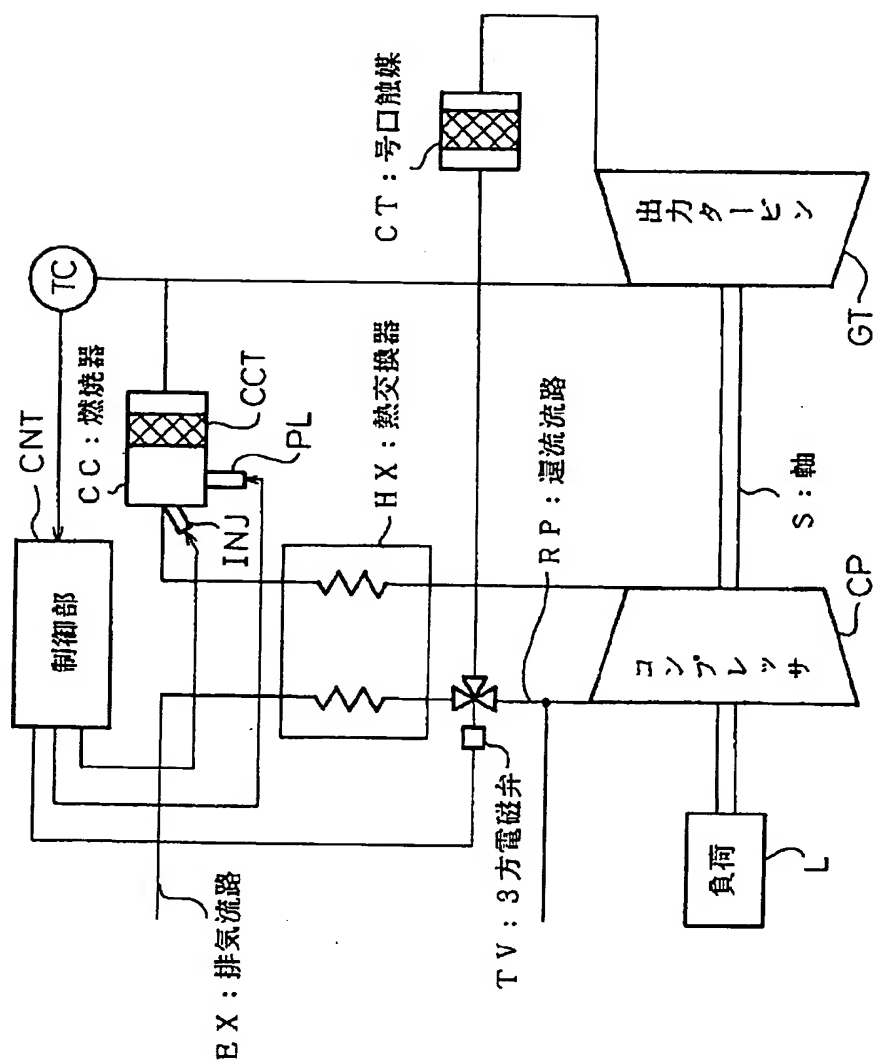 CT：号口触媒
TC
CNT
制御部
CC：燃焼器
CCT
PL
INJ
HX：熱交換器
RP：還流流路
出力タービン
GT
S：軸
コンプレッサ
CP
TV：3方電磁弁
EX：排気流路
負荷
L